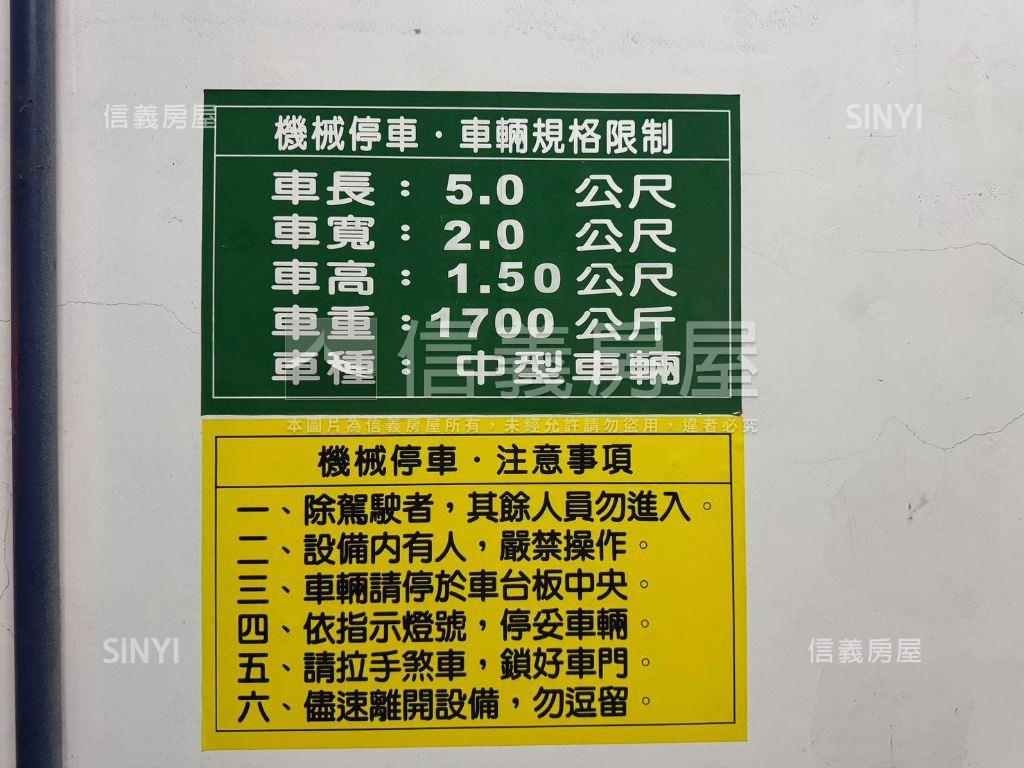 信義房屋
SINYI
機械停車・車輛規格限制
車長：5.0 公尺
車寬：2.0 公尺
車高：1.50公尺
車重：1700公斤
車種：中型車輛
信義房屋
本圖片為信義房屋所有，未經允許請勿盜用，違者必究
機械停車・注意事項
一、除駕駛者，其餘人員勿進入。
二、設備內有人，嚴禁操作。
三、車輛請停於車台板中央。
四、依指示燈號，停妥車輛。
五、請拉手煞車，鎖好車門。
六、儘速離開設備，勿逗留。
SINYI
信義房屋